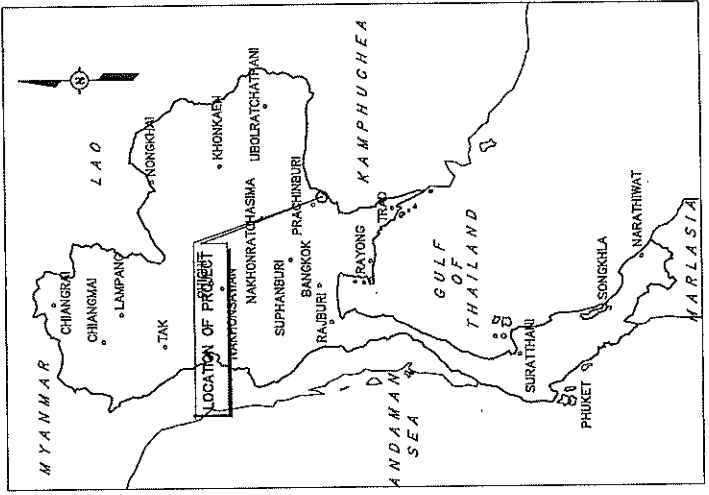 MYANMAR
LAO
CHIANGRAI
CHIANGMAI
LAMPANG
NONGKHAI
TAK
KHONKAEN
LOCATION OF PROJECT
NAKHONSAWAN
NAKHONRATCHASIMA
UBOLRATCHATHANI
SUPHANBURI
PRACHINBURI
BANGKOK
RAJBURI
RAYONG
TRAD
KAMPHUCHEA
GULF
OF
THAILAND
ANDAMAN
SEA
SURATTHANI
PHUKET
SONGKHLA
NARATHIWAT
MARLASIA